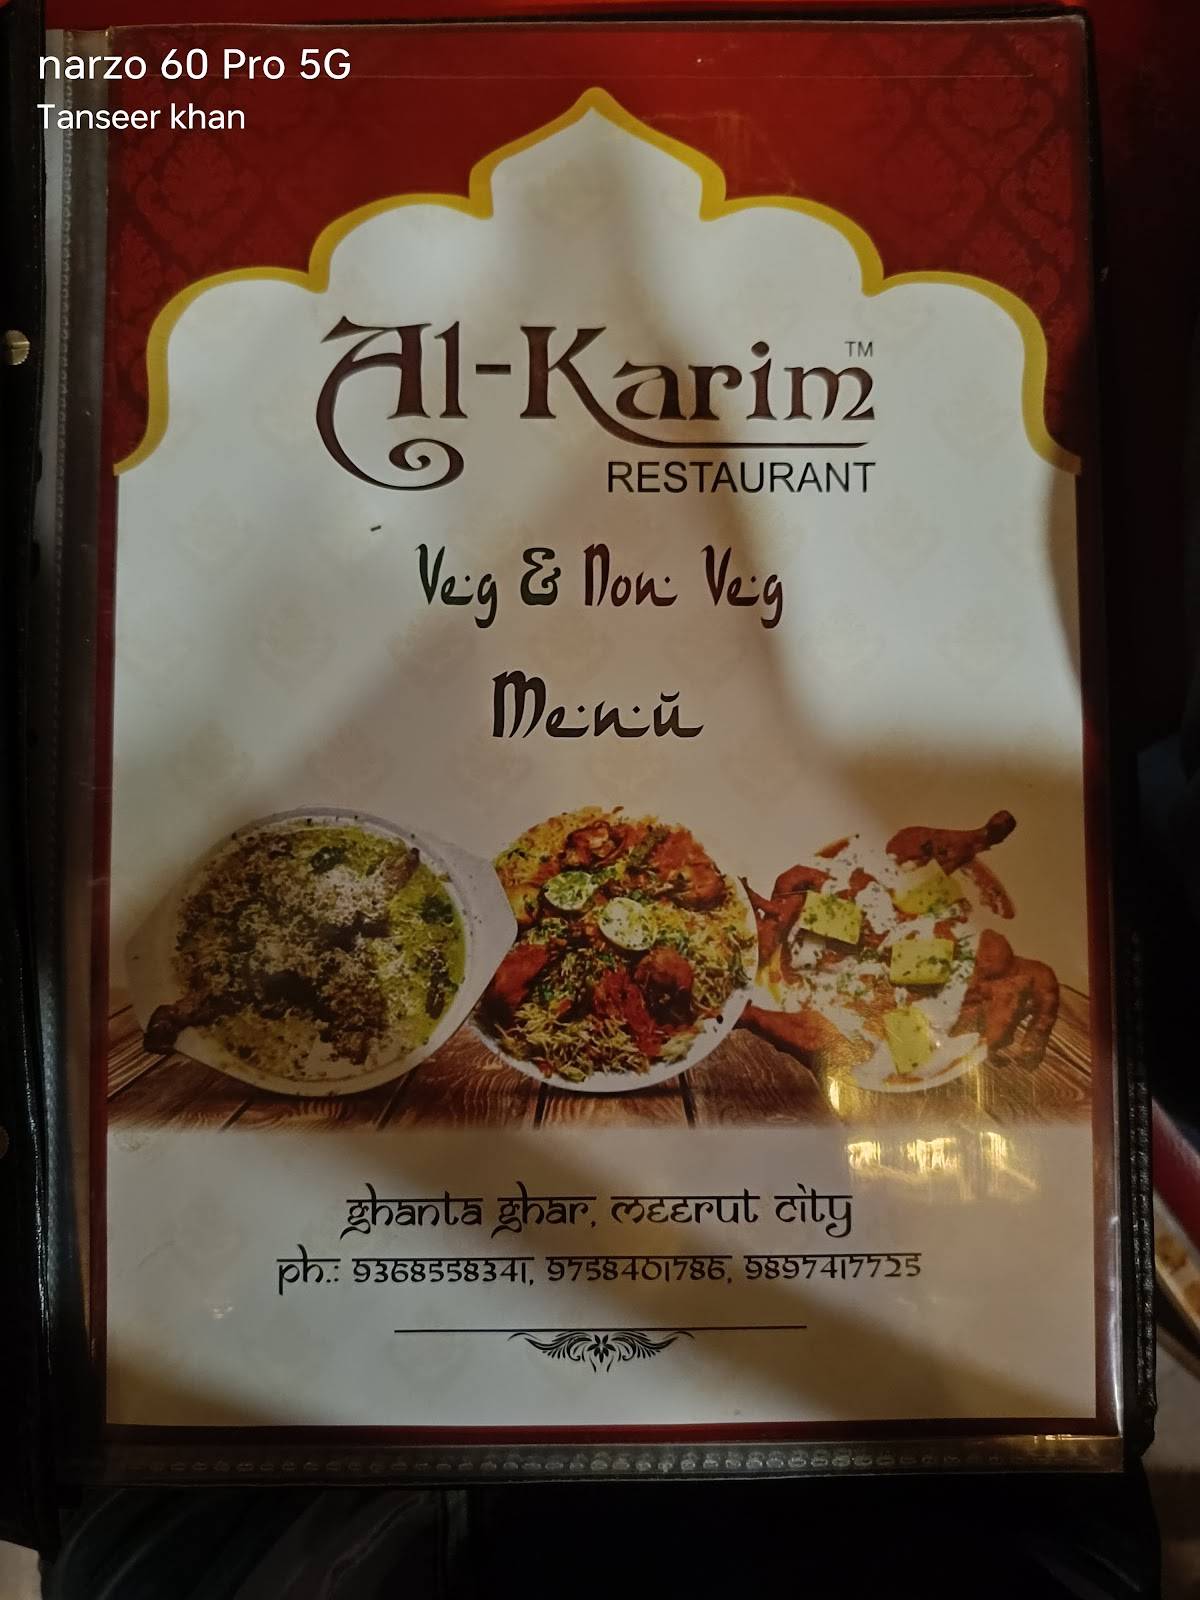 narzo 60 Pro 5G
Tanseer khan
Al-Karim™
RESTAURANT
Veg & Non Veg
Menu
Ghanta Ghar, Meerut City
Ph.: 9368558341, 9758401786, 9897417725